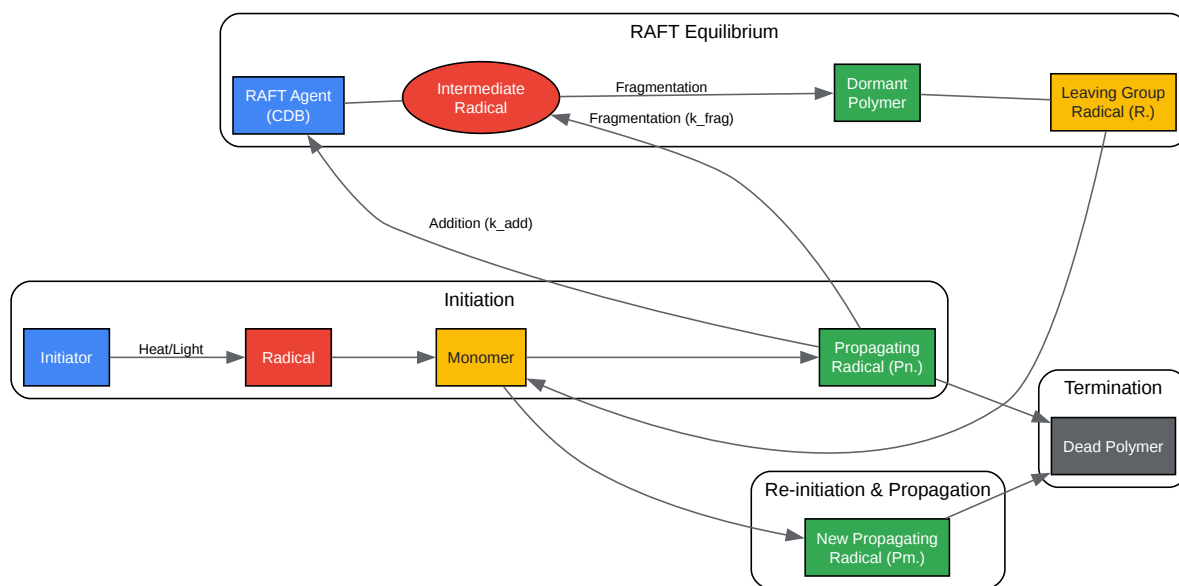 RAFT Equilibrium
RAFT Agent
(CDB)
Intermediate
Radical
Fragmentation
Dormant
Polymer
Leaving Group
Radical (R.)
Fragmentation (k_frag)
Addition (k_add)
Initiation
Initiator
Heat/Light
Radical
Monomer
Propagating
Radical (Pn.)
Termination
Dead Polymer
Re-initiation & Propagation
New Propagating
Radical (Pm.)